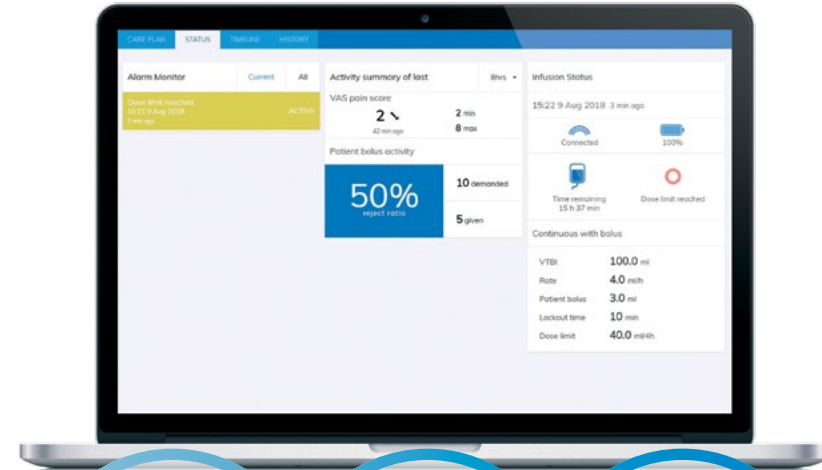 CARE PLAN STATUS TIMELINE HISTORY
Alarm Monitor Current All
Dose limit reached
15:21 9 Aug 2018
3 min ago
ACTIVE
Activity summary of last 8hrs
VAS pain score
2
42 min ago
2 min
8 max
Patient bolus activity
50%
reject ratio
10 demanded
5 given
Infusion Status
15:22 9 Aug 2018 3 min ago
Connected
100%
Time remaining
15 h 37 min
Dose limit reached
Continuous with bolus
VTBI 100.0 ml
Rate 4.0 ml/h
Patient bolus 3.0 ml
Lockout time 10 min
Dose limit 40.0 ml/4h